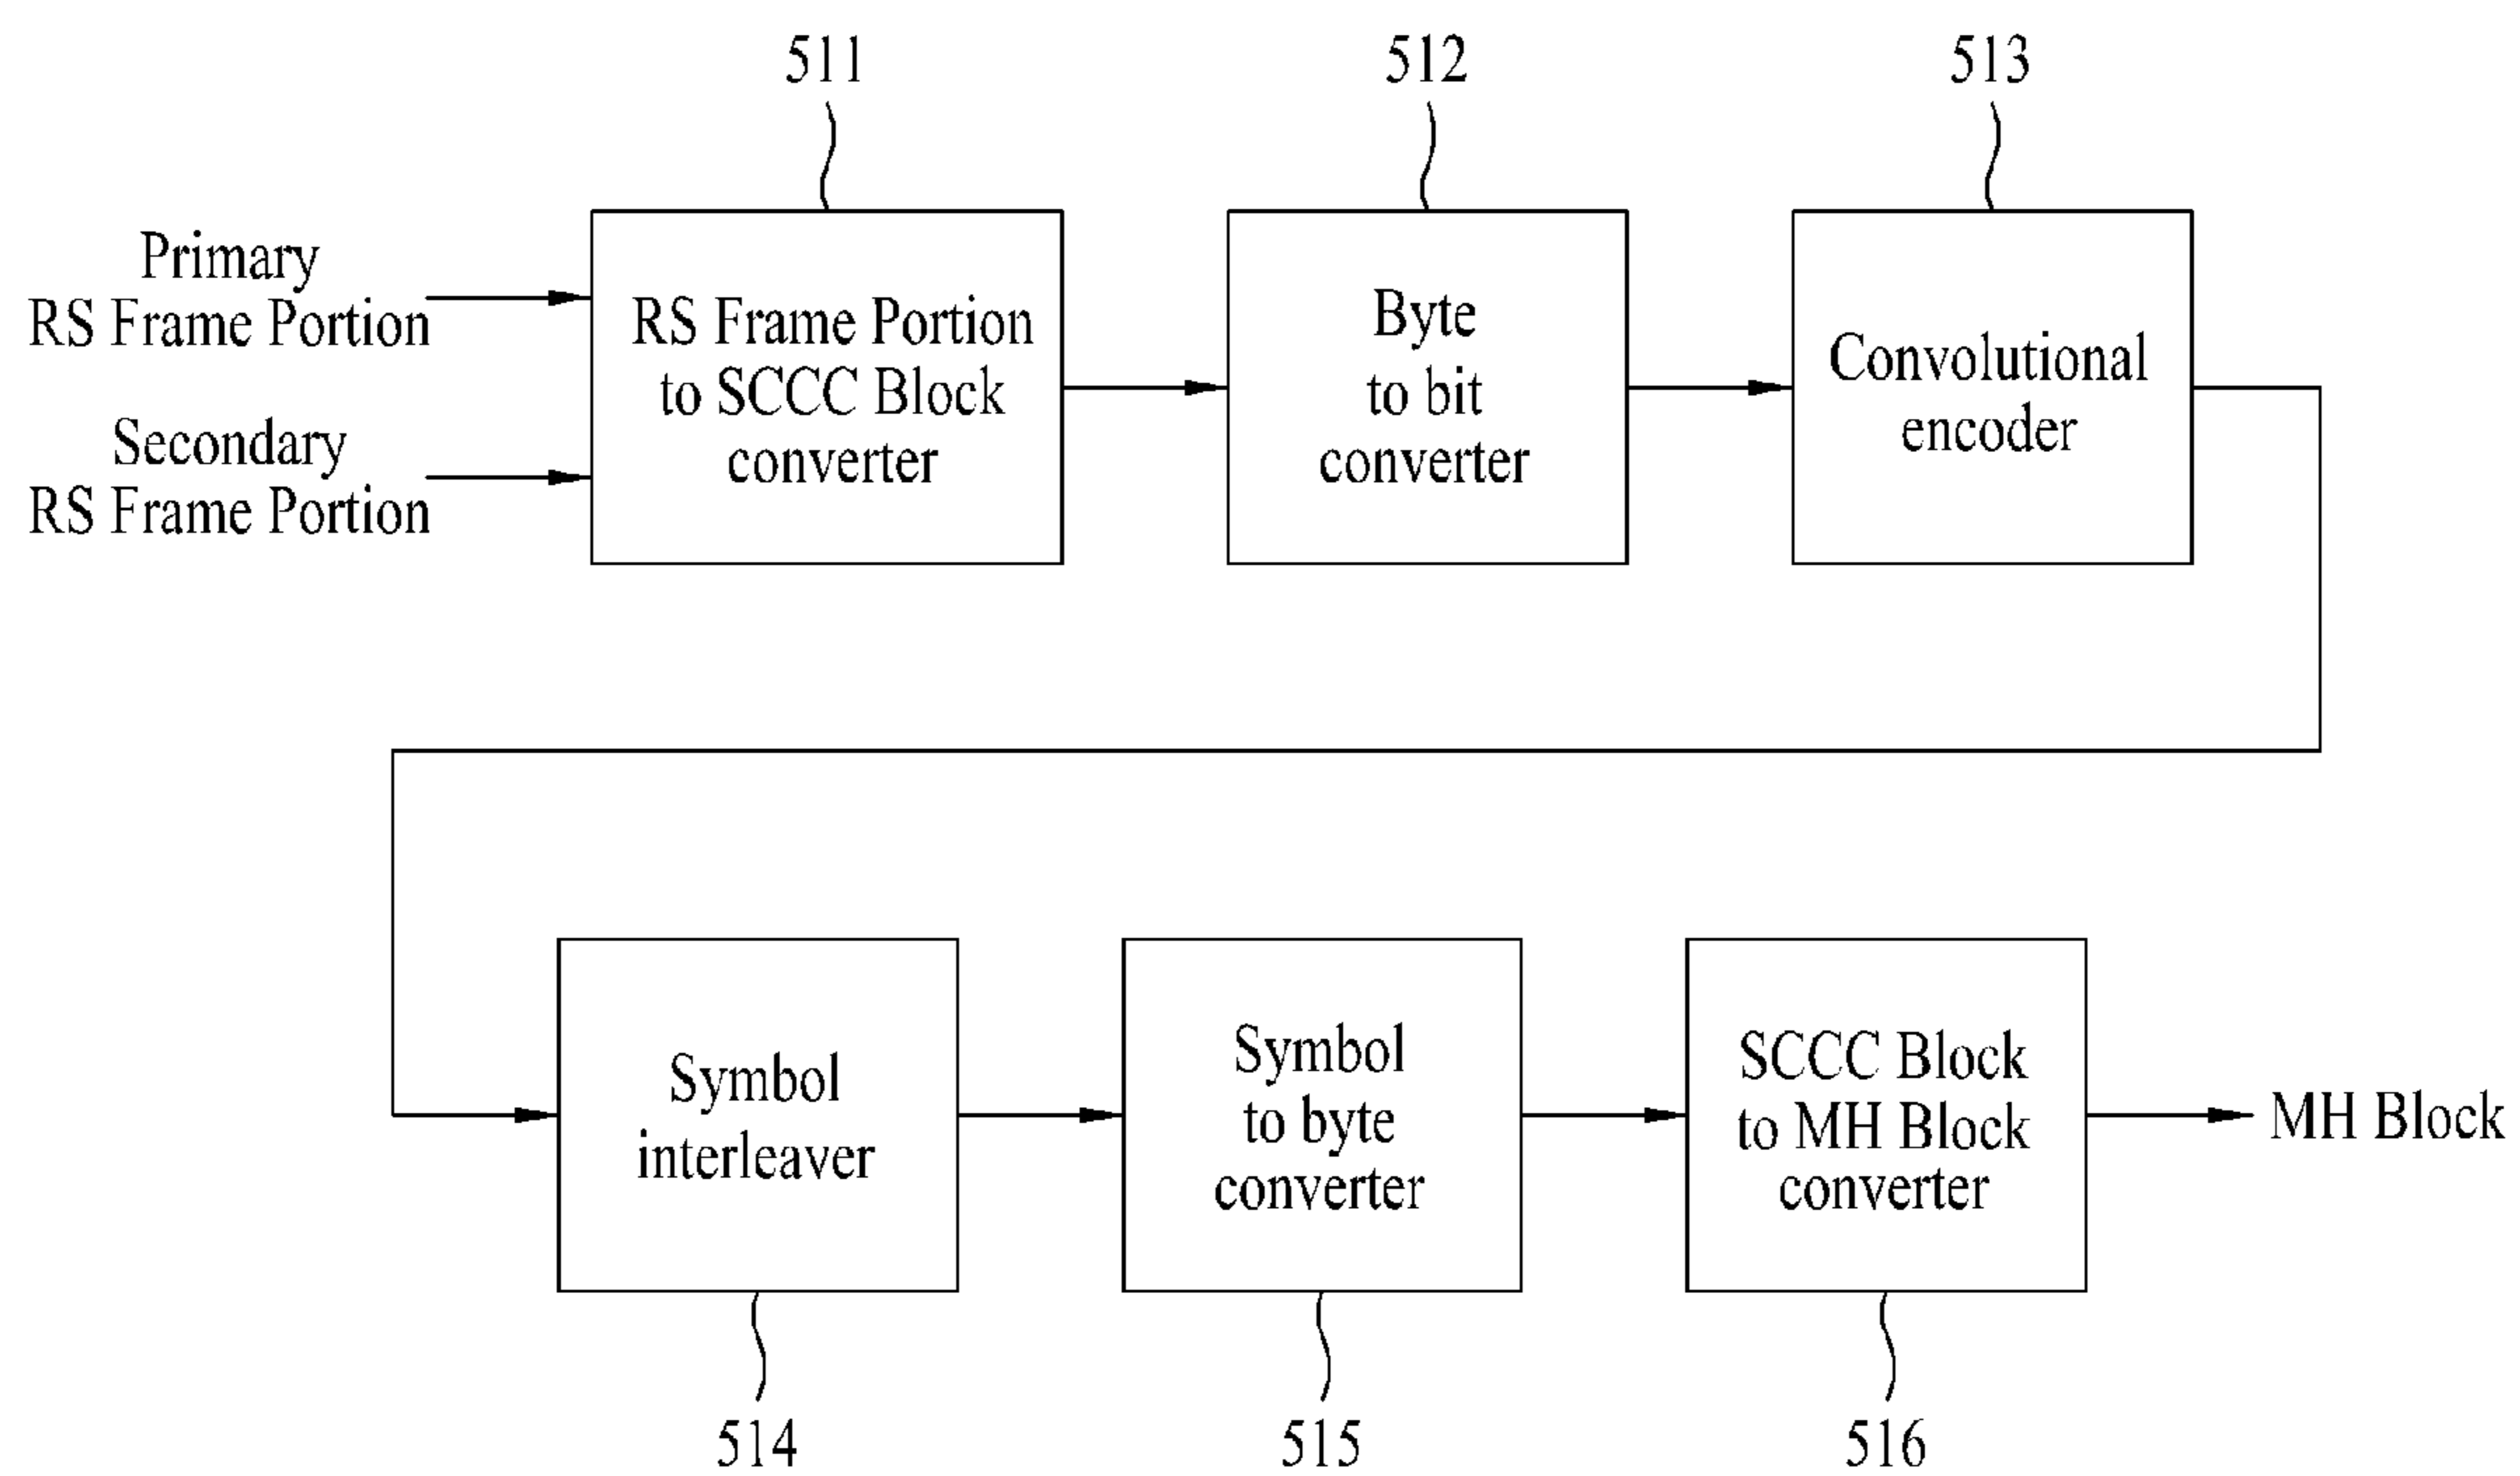 511
512
513
Primary
RS Frame Portion
Secondary
RS Frame Portion
RS Frame Portion
to SCCC Block
converter
Byte
to bit
converter
Convolutional
encoder
Symbol
interleaver
Symbol
to byte
converter
SCCC Block
to MH Block
converter
MH Block
514
515
516